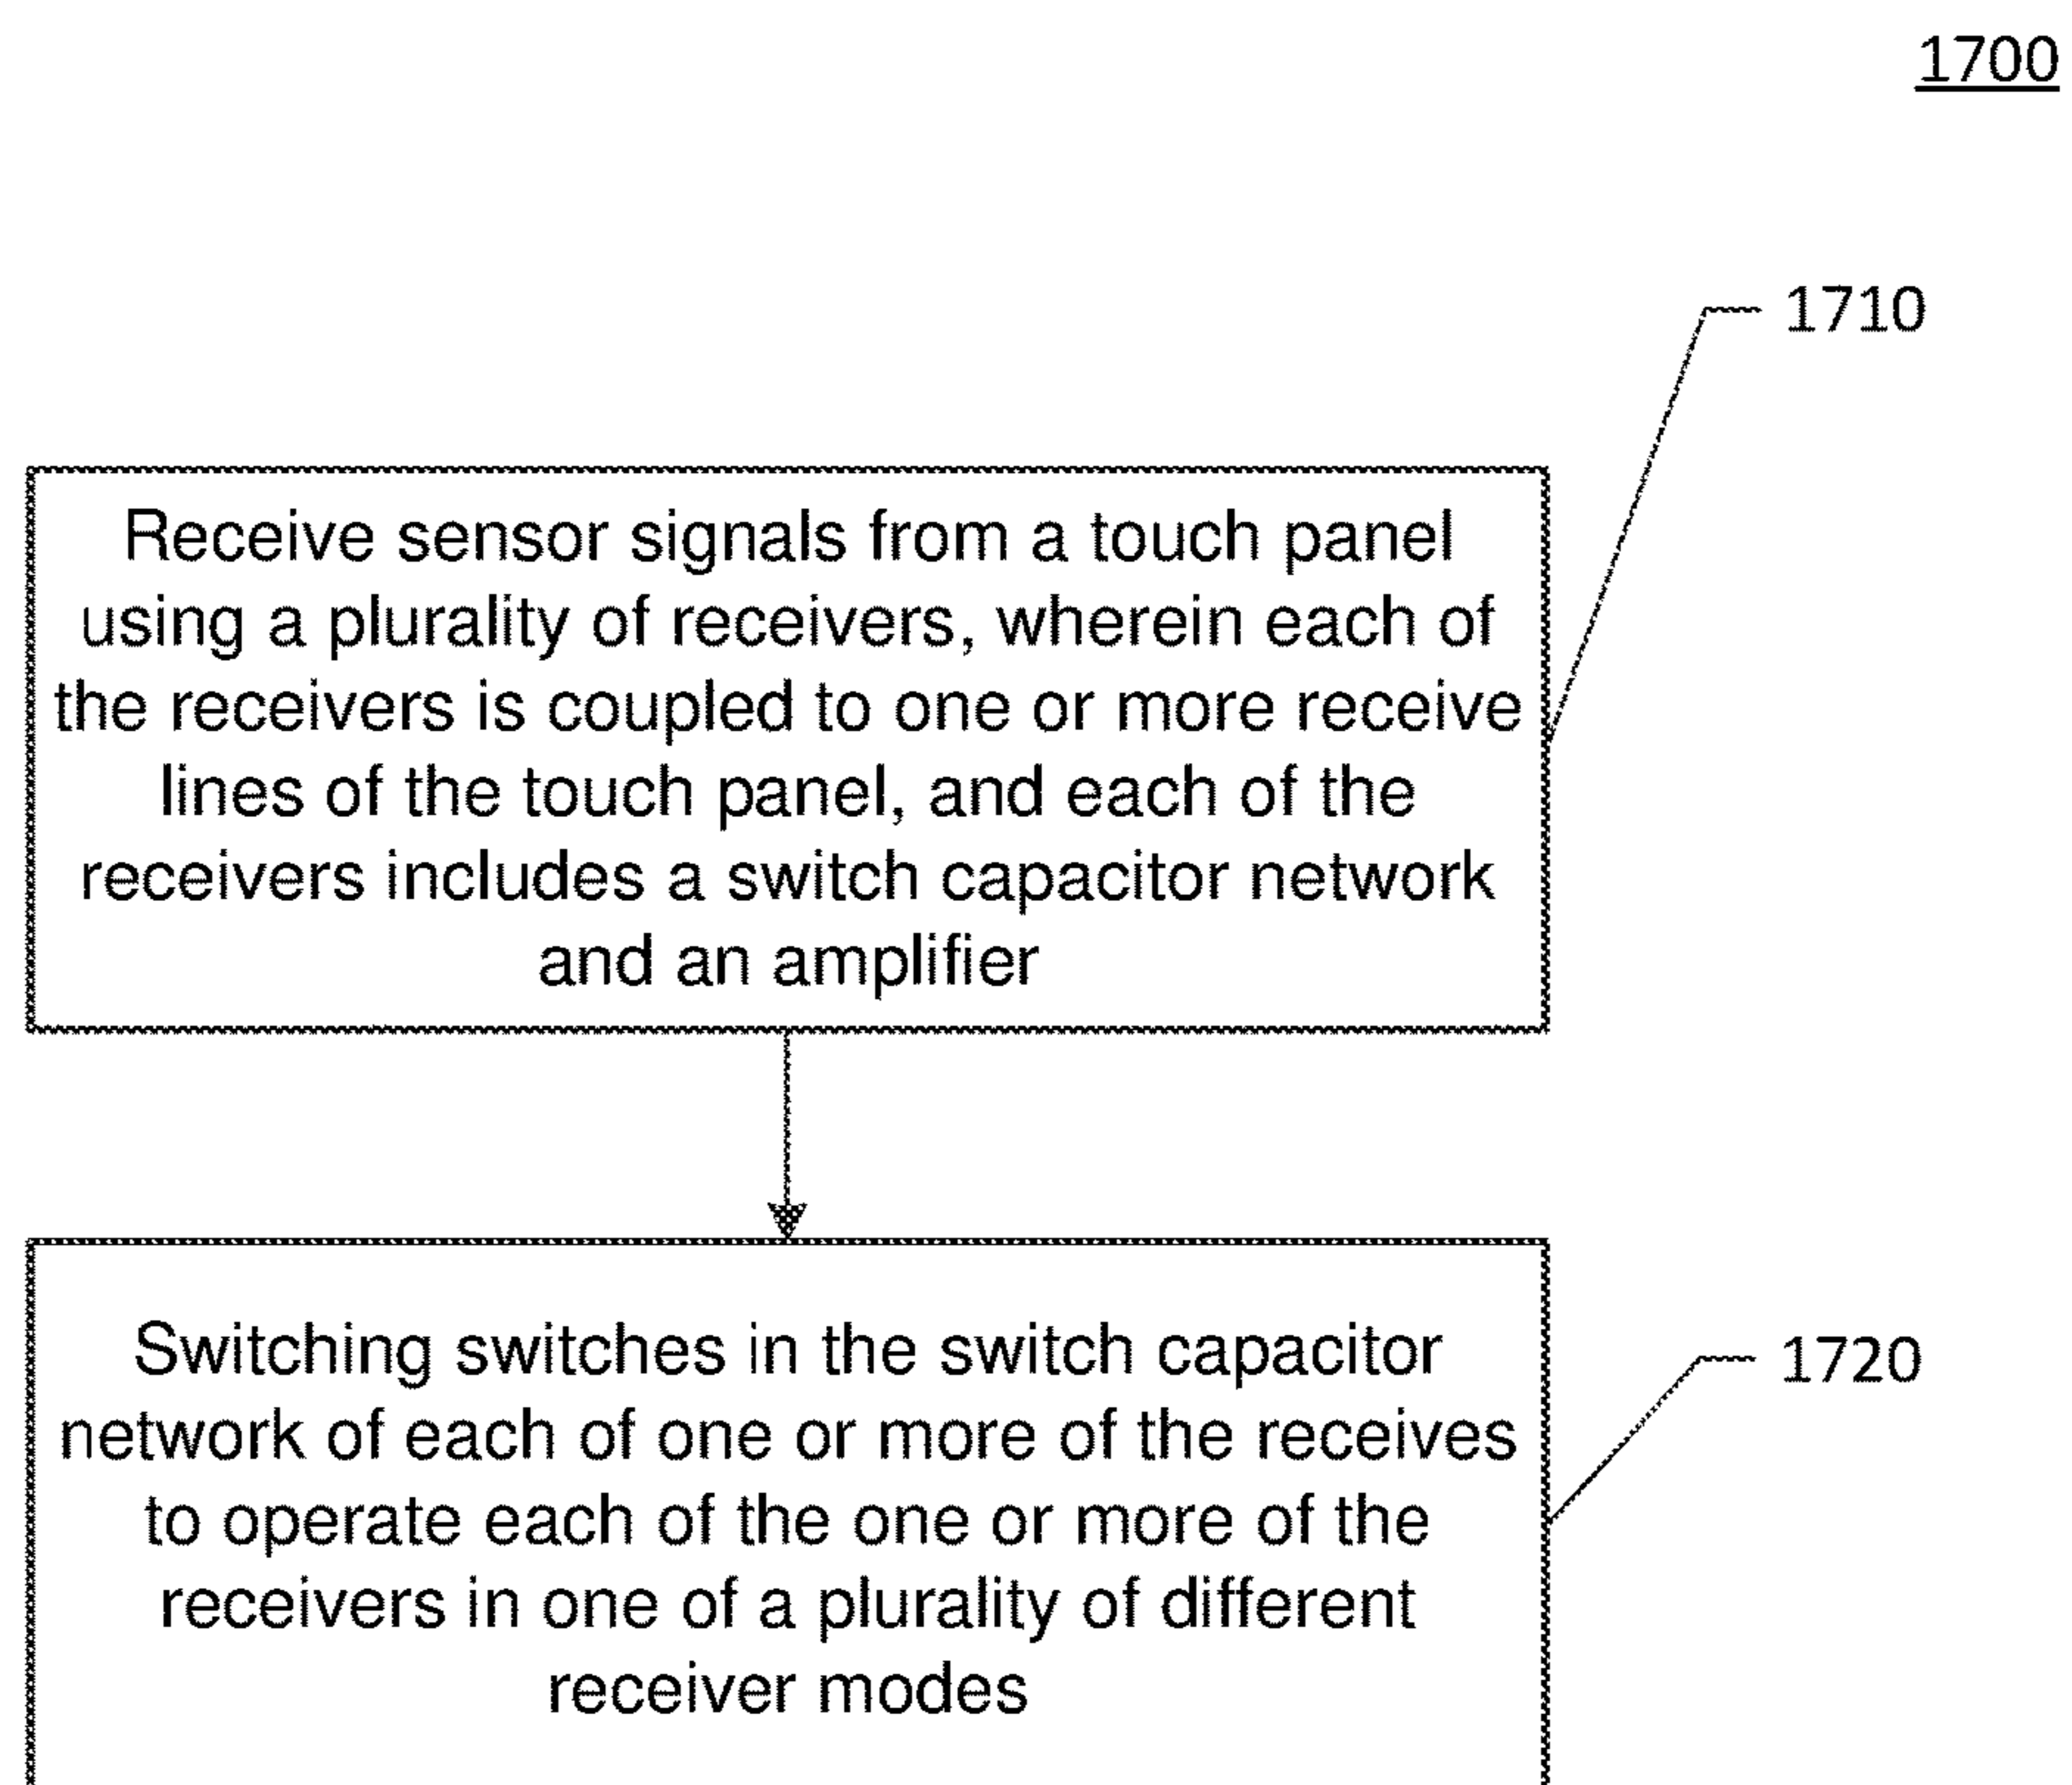 1700
1710
Receive sensor signals from a touch panel
using a plurality of receivers, wherein each of
the receivers is coupled to one or more receive
lines of the touch panel, and each of the
receivers includes a switch capacitor network
and an amplifier
Switching switches in the switch capacitor
network of each of one or more of the receives
to operate each of the one or more of the
receivers in one of a plurality of different
receiver modes
1720